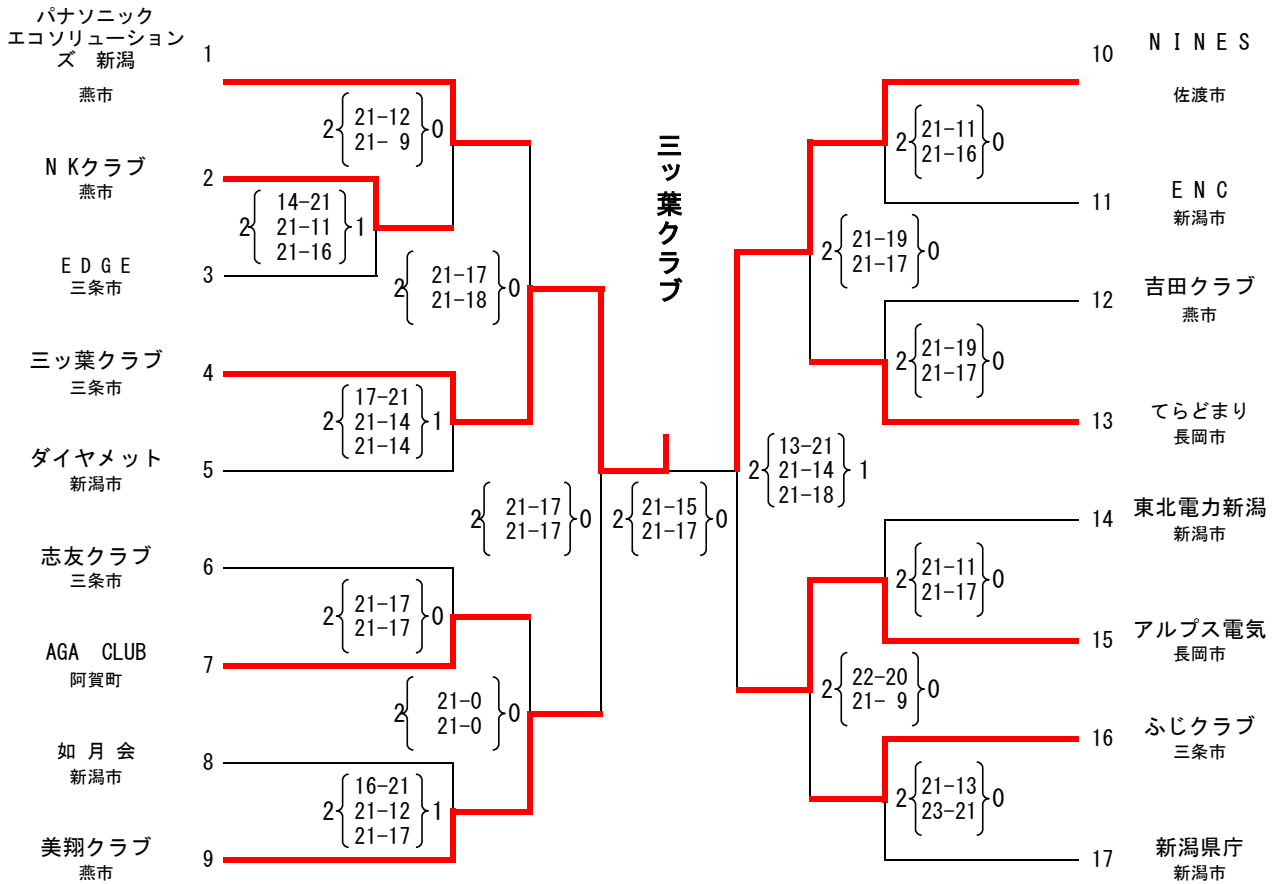 パナソニック
エコソリューション
ズ 新潟
1
燕市
2{21-12 21- 9}0
NKクラブ
2
燕市
2{14-21 21-11 21-16}1
EDGE
3
三条市
2{21-17 21-18}0
三ッ葉クラブ
4
三条市
2{17-21 21-14 21-14}1
ダイヤメット
5
新潟市
2{21-17 21-17}0
志友クラブ
6
三条市
2{21-17 21-17}0
AGA CLUB
7
阿賀町
2{21-0 21-0}0
如月会
8
新潟市
2{16-21 21-12 21-17}1
美翔クラブ
9
燕市
三ッ葉クラブ
2{21-15 21-17}0
10
NINES
佐渡市
2{21-11 21-16}0
11
ENC
新潟市
2{21-19 21-17}0
12
吉田クラブ
燕市
2{21-19 21-17}0
13
てらどまり
長岡市
2{13-21 21-14 21-18}1
14
東北電力新潟
新潟市
2{21-11 21-17}0
15
アルプス電気
長岡市
2{22-20 21- 9}0
16
ふじクラブ
三条市
2{21-13 23-21}0
17
新潟県庁
新潟市